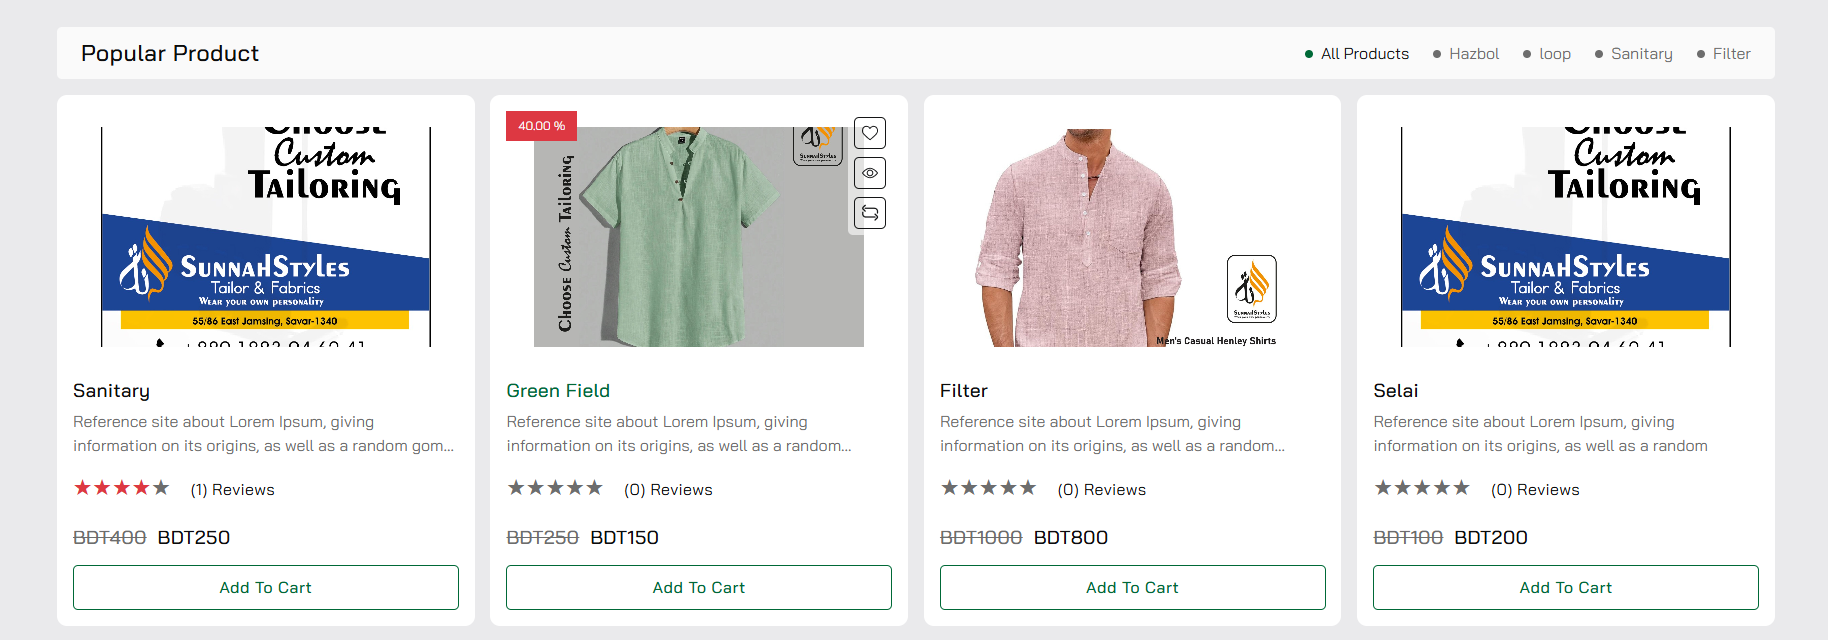 Popular Product
All Products
Hazbol
loop
Sanitary
Filter
Choose
Custom
Tailoring
SunnahStyles
Tailor & Fabrics
Wear your own personality
55/86 East Jamsing, Savar-1340
+880 1883 04 60 41
Sanitary
Reference site about Lorem Ipsum, giving
information on its origins, as well as a random gom...
(1) Reviews
BDT400 BDT250
Add To Cart
40.00 %
Choose Custom Tailoring
SunnahStyles
Green Field
Reference site about Lorem Ipsum, giving
information on its origins, as well as a random...
(0) Reviews
BDT250 BDT150
Add To Cart
SunnahStyles
Men's Casual Henley Shirts
Filter
Reference site about Lorem Ipsum, giving
information on its origins, as well as a random...
(0) Reviews
BDT1000 BDT800
Add To Cart
Choose
Custom
Tailoring
SunnahStyles
Tailor & Fabrics
Wear your own personality
55/86 East Jamsing, Savar-1340
Selai
Reference site about Lorem Ipsum, giving
information on its origins, as well as a random
(0) Reviews
BDT100 BDT200
Add To Cart